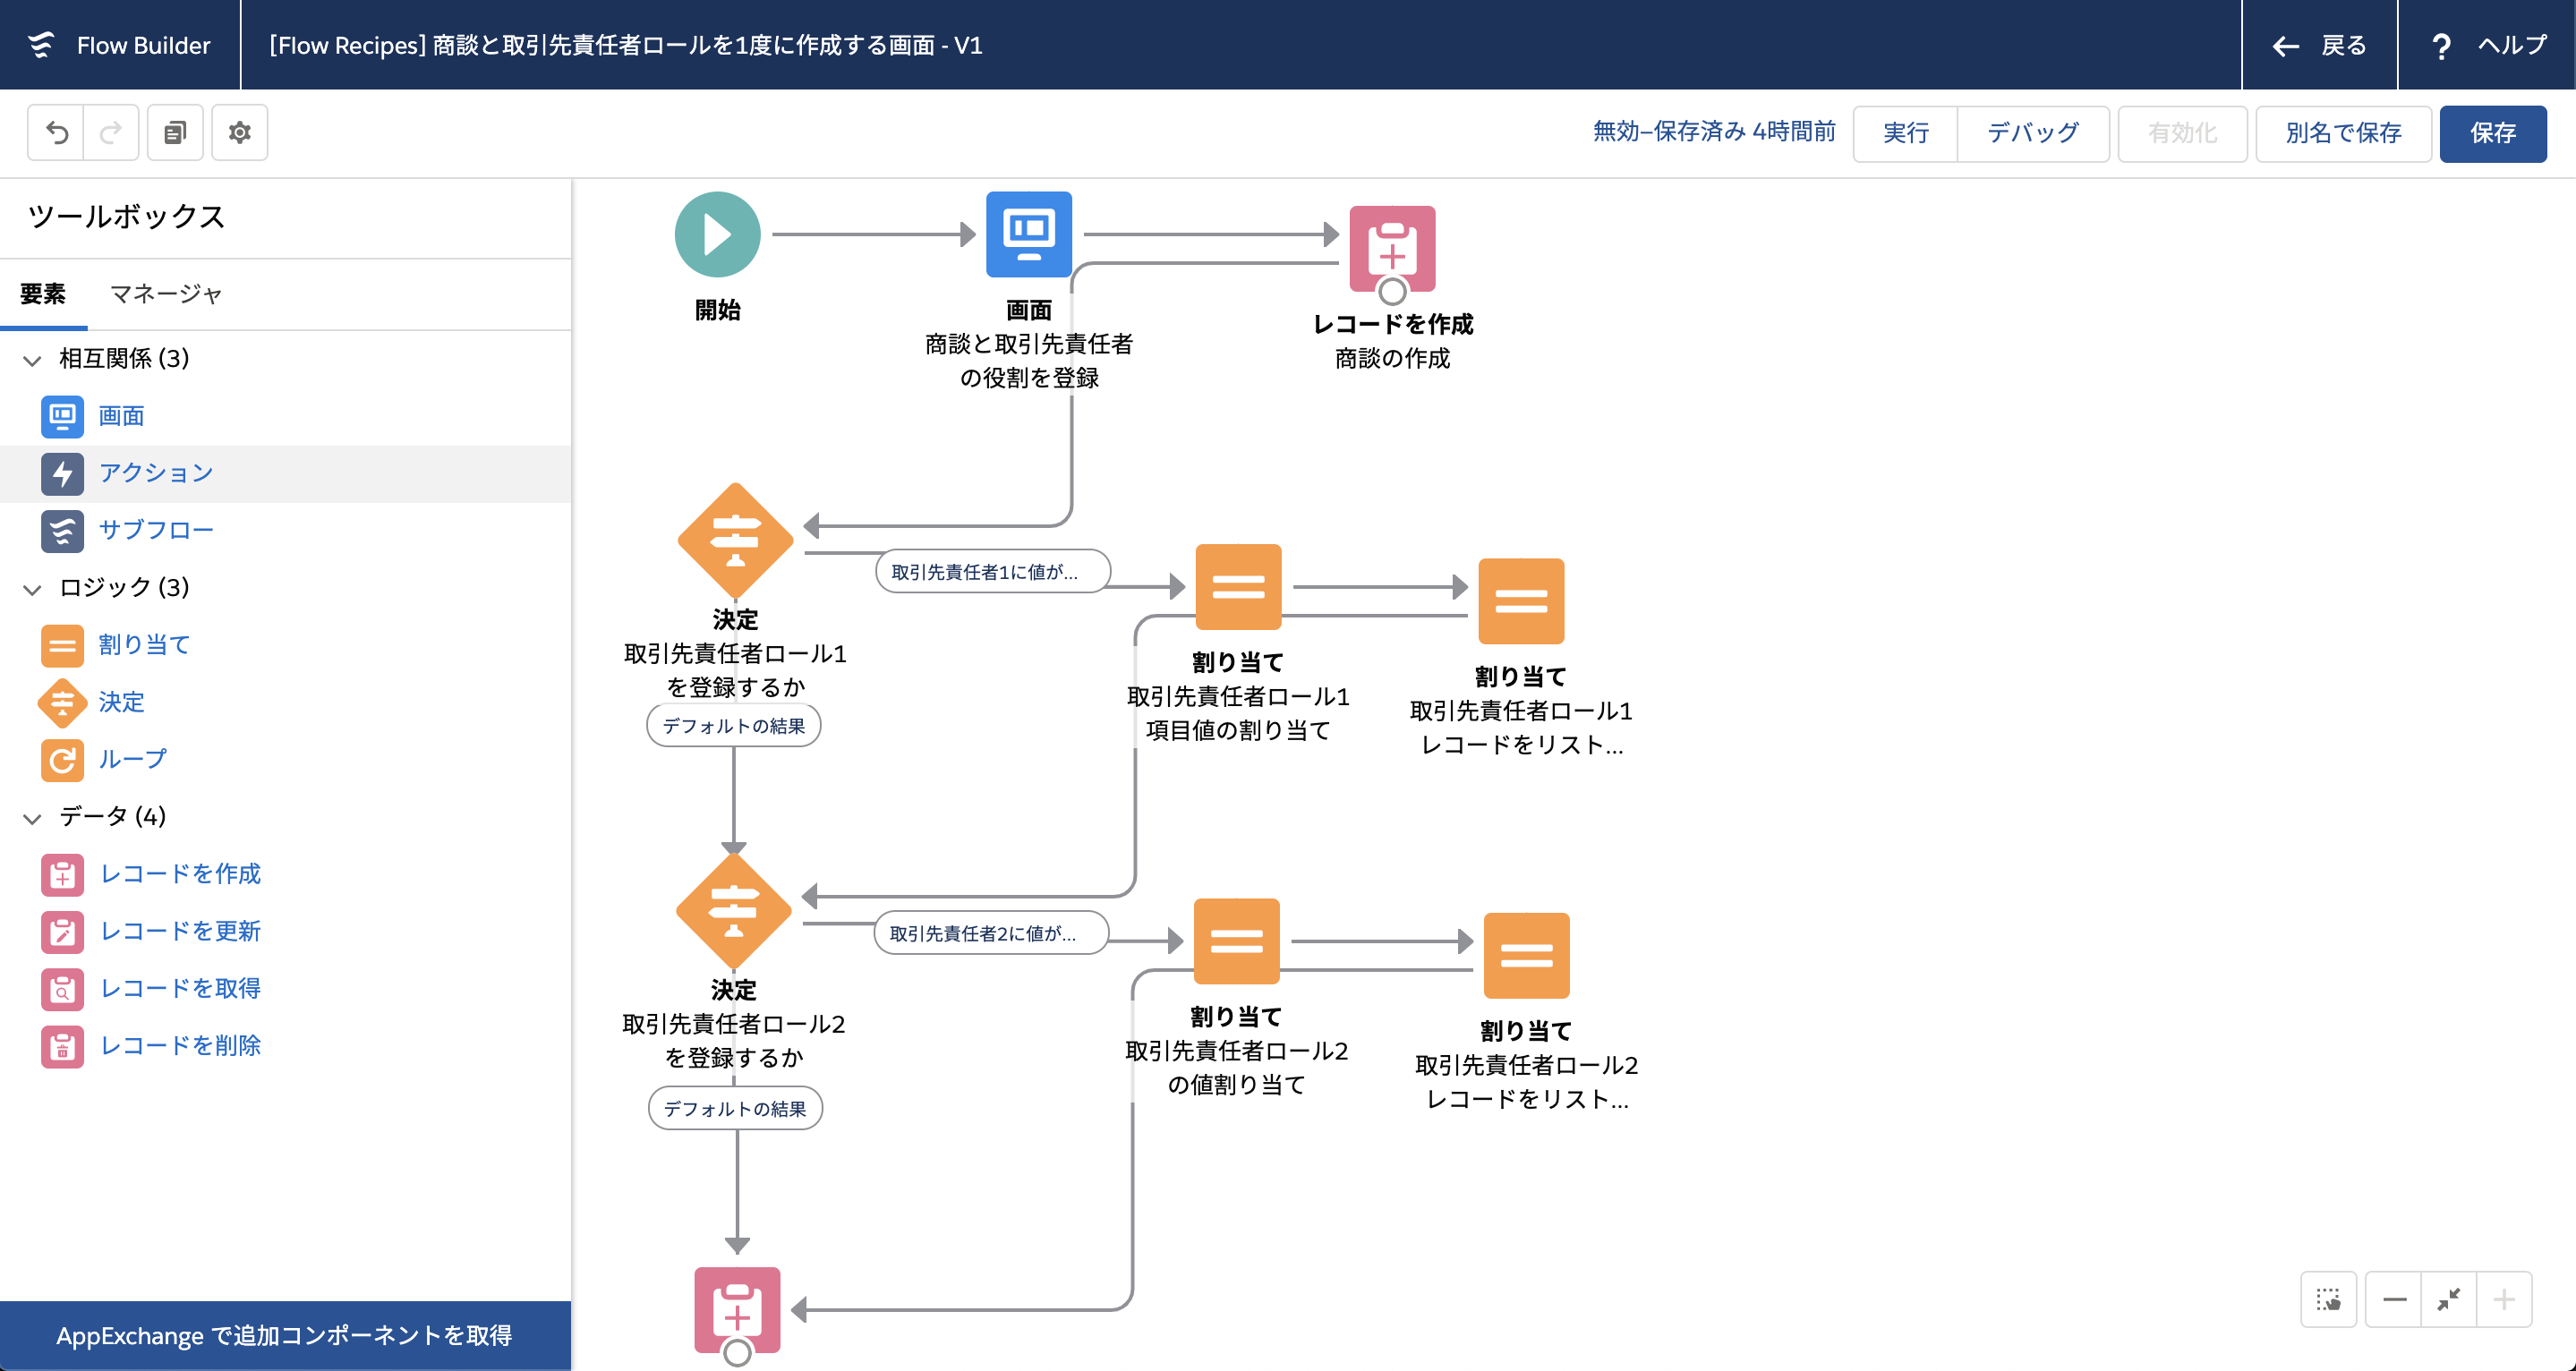 Flow Builder
[Flow Recipes] 商談と取引先責任者ロールを1度に作成する画面 - V1
戻る
? ヘルプ
無効–保存済み 4時間前
実行
デバッグ
有効化
別名で保存
保存
ツールボックス
要素
マネージャ
相互関係 (3)
画面
アクション
サブフロー
ロジック (3)
割り当て
決定
ループ
データ (4)
レコードを作成
レコードを更新
レコードを取得
レコードを削除
AppExchange で追加コンポーネントを取得
開始
画面
商談と取引先責任者
の役割を登録
レコードを作成
商談の作成
決定
取引先責任者ロール1
を登録するか
取引先責任者1に値が...
デフォルトの結果
割り当て
取引先責任者ロール1
項目値の割り当て
割り当て
取引先責任者ロール1
レコードをリスト...
決定
取引先責任者ロール2
を登録するか
取引先責任者2に値が...
デフォルトの結果
割り当て
取引先責任者ロール2
の値割り当て
割り当て
取引先責任者ロール2
レコードをリスト...